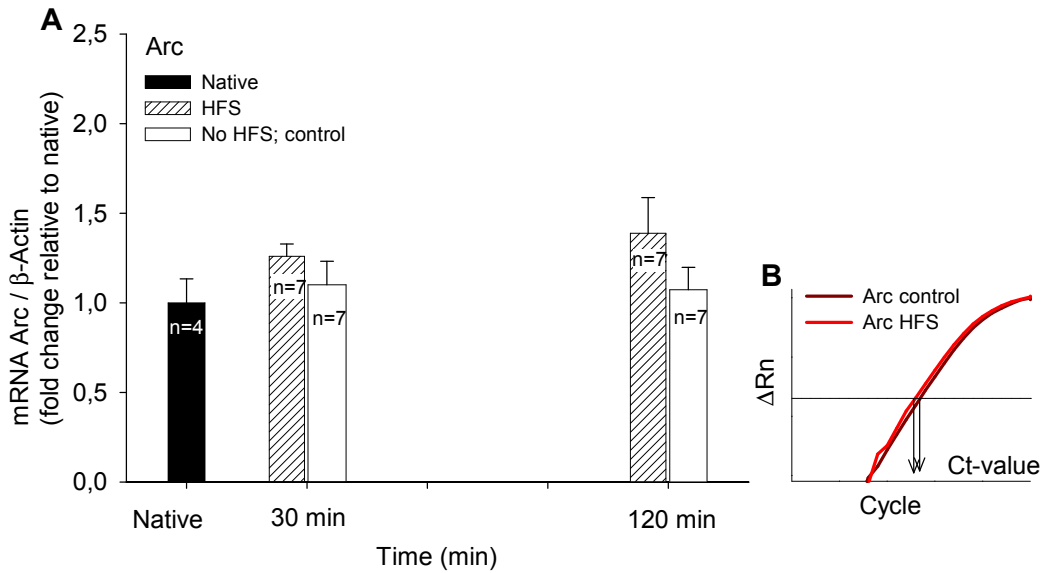 A
Arc
Native
HFS
No HFS; control
mRNA Arc / β-Actin
(fold change relative to native)
2,5
2,0
1,5
1,0
0,5
0,0
n=4
n=7
n=7
n=7
n=7
Native
30 min
120 min
Time (min)
B
Arc control
Arc HFS
ΔRn
Ct-value
Cycle